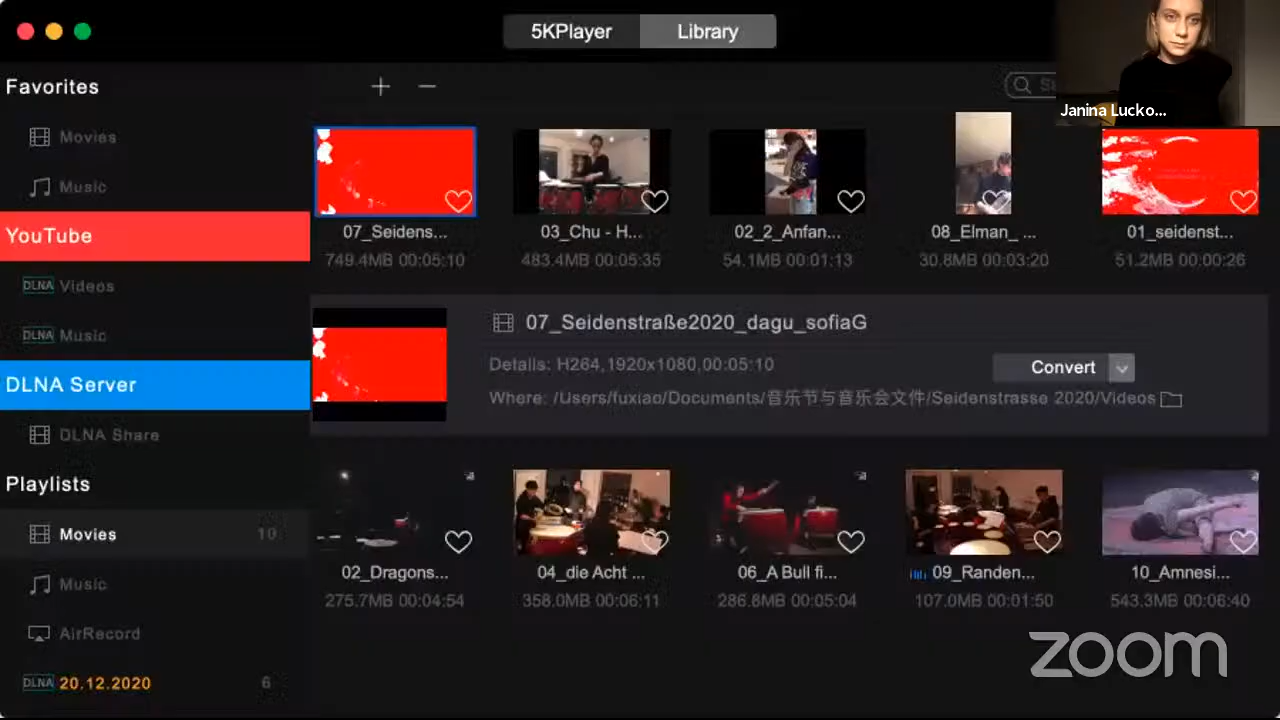 5KPlayer
Library
Favorites
Movies
Music
YouTube
DLNA Videos
DLNA Music
DLNA Server
DLNA Share
Playlists
Movies 10
Music
AirRecord
DLNA 20.12.2020 6
Janina Lucko...
07_Seidens... 03_Chu - H... 02_2_Anfan... 08_Elman_ ... 01_seidenst...
749.4MB 00:05:10 483.4MB 00:05:35 54.1MB 00:01:13 30.8MB 00:03:20 51.2MB 00:00:26
07_Seidenstraße2020_dagu_sofiaG
Details: H264,1920x1080,00:05:10
Convert
Where: /Users/fuxiao/Documents/音乐节与音乐会文件/Seidenstrasse 2020/Videos
02_Dragons... 04_die Acht ... 06_A Bull fi... 09_Randen... 10_Amnesi...
275.7MB 00:04:54 358.0MB 00:06:11 286.8MB 00:05:04 107.0MB 00:01:50 543.3MB 00:06:40
zoom